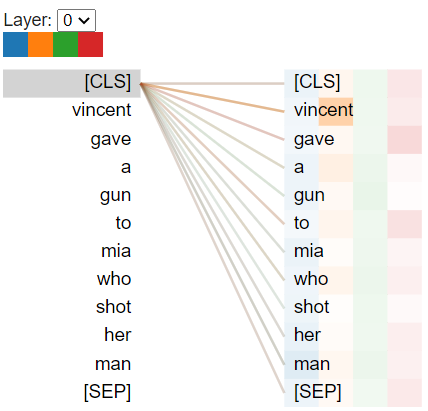 Layer: 0
[CLS] [CLS]
vincent vincent
gave gave
a a
gun gun
to to
mia mia
who who
shot shot
her her
man man
[SEP] [SEP]